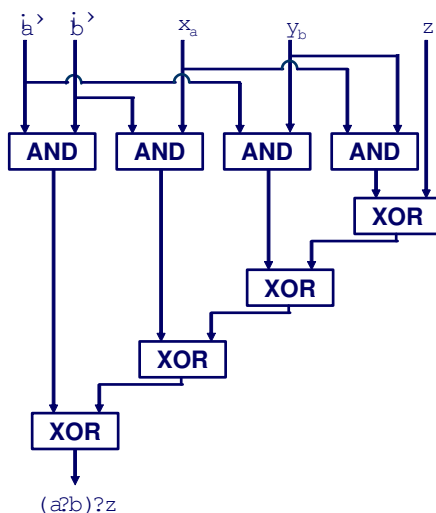 a’ b’ x_a y_b z
AND AND AND AND
XOR
XOR
XOR
XOR
(a?b)?z